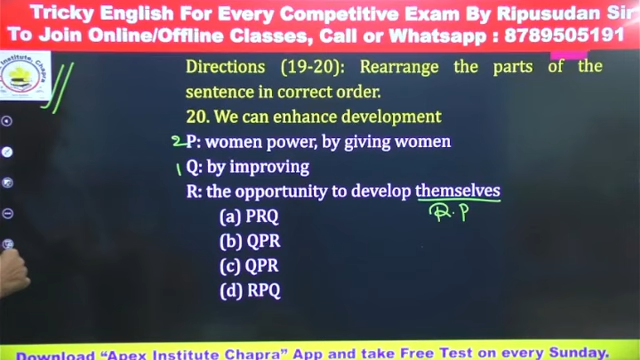 Tricky English For Every Competitive Exam By Ripusudan Sir
To Join Online/Offline Classes, Call or Whatsapp : 8789505191
Institute, Chapra
Directions (19-20): Rearrange the parts of the
sentence in correct order.
20. We can enhance development
2 P: women power, by giving women
1 Q: by improving
R: the opportunity to develop themselves
R.P
(a) PRQ
(b) QPR
(c) QPR
(d) RPQ
Download "Apex Institute Chapra" App and take Free Test on every Sunday.